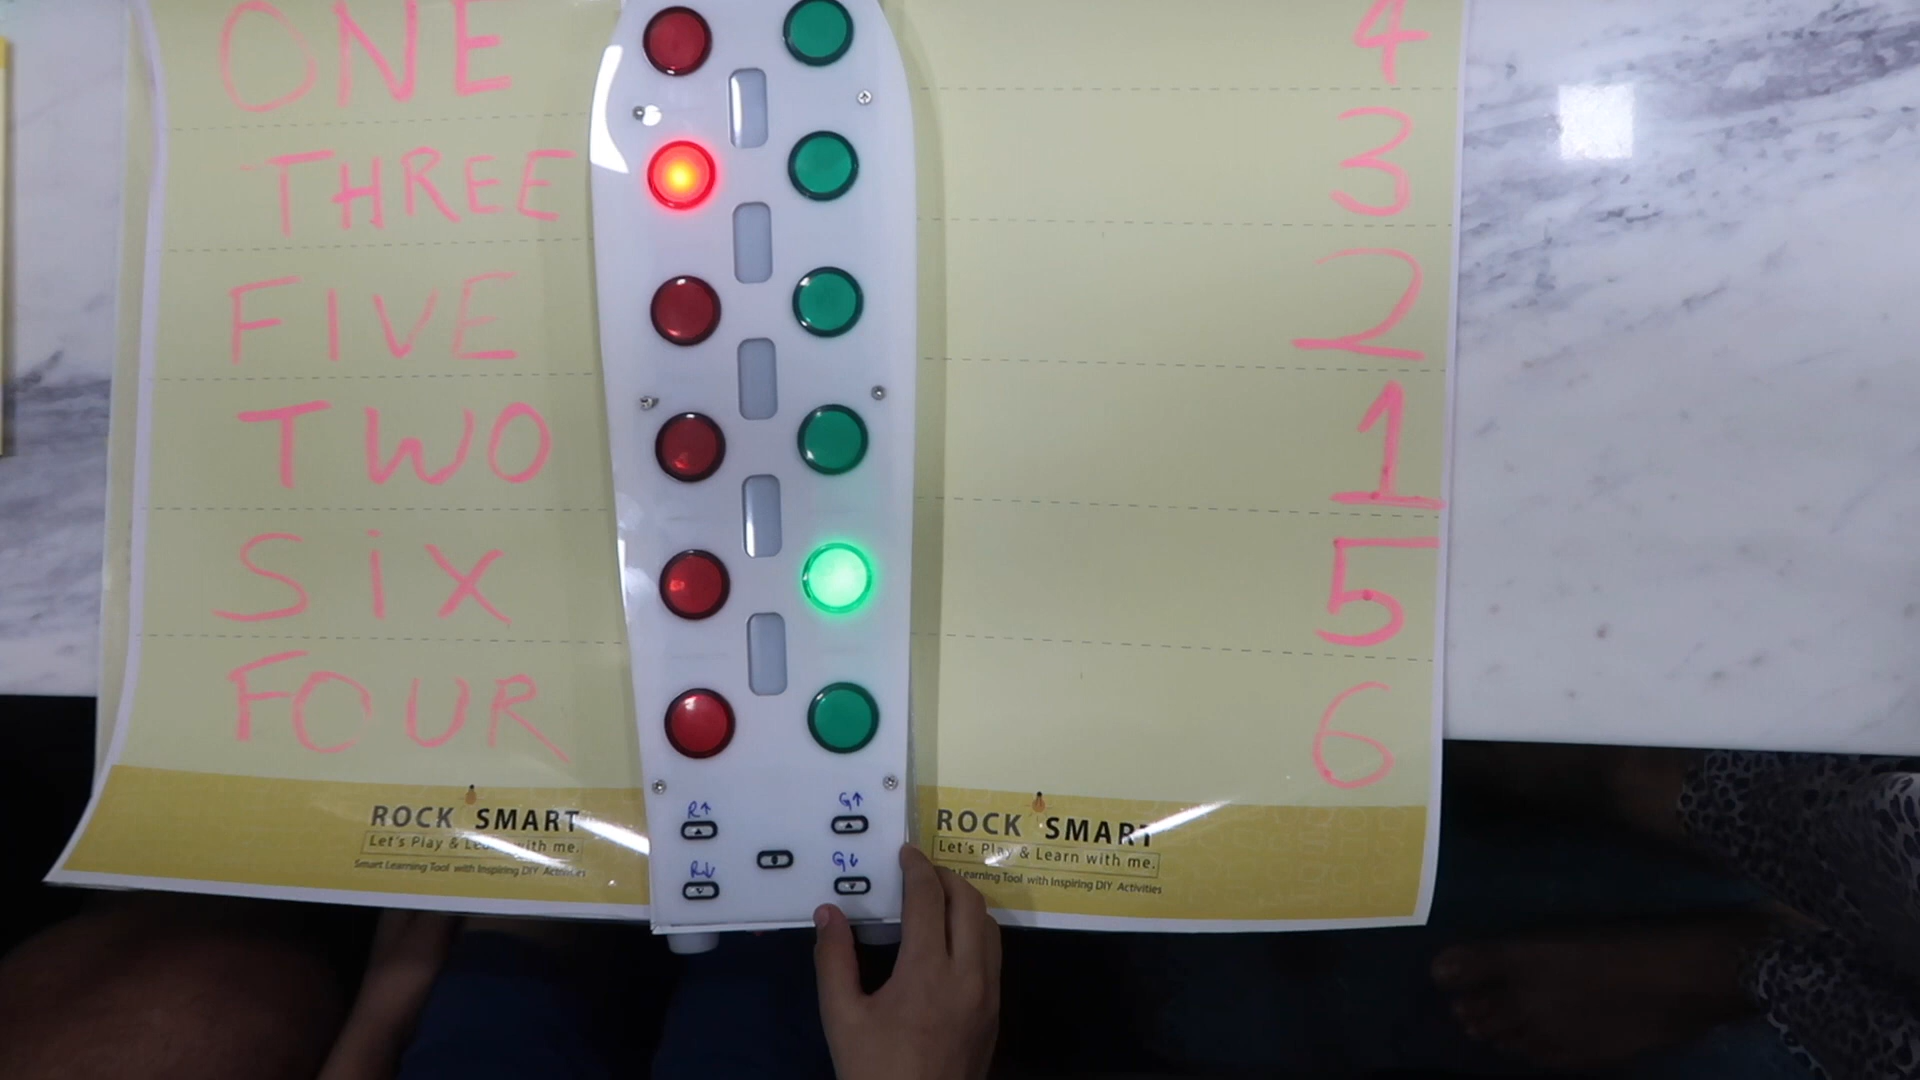 ONE 4
THREE 3
FIVE 2
TWO 1
SiX 5
FOUR 6
R↑ G↑
R↓ G↓
ROCK SMART
Let's Play & Learn with me.
Smart Learning Tool with Inspiring DIY Activities
ROCK SMART
Let's Play & Learn with me.
Learning Tool with Inspiring DIY Activities